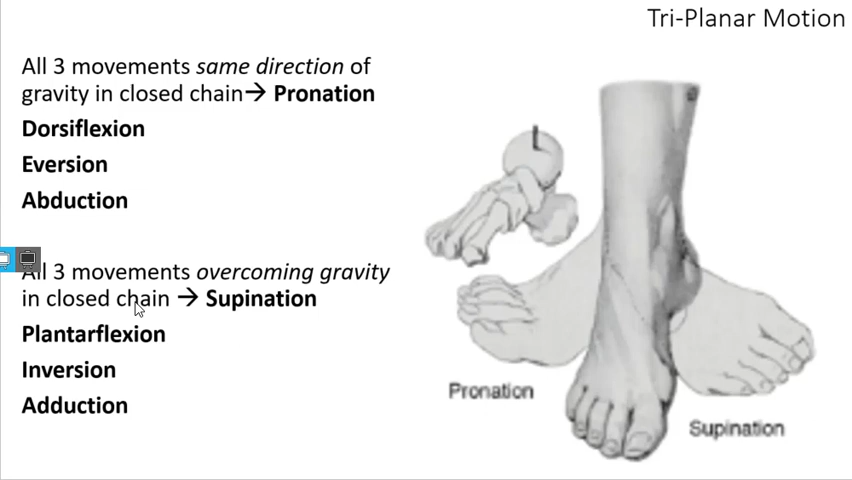 Tri-Planar Motion
All 3 movements same direction of
gravity in closed chain→ Pronation
Dorsiflexion
Eversion
Abduction
All 3 movements overcoming gravity
in closed chain → Supination
Plantarflexion
Inversion
Adduction
Pronation
Supination